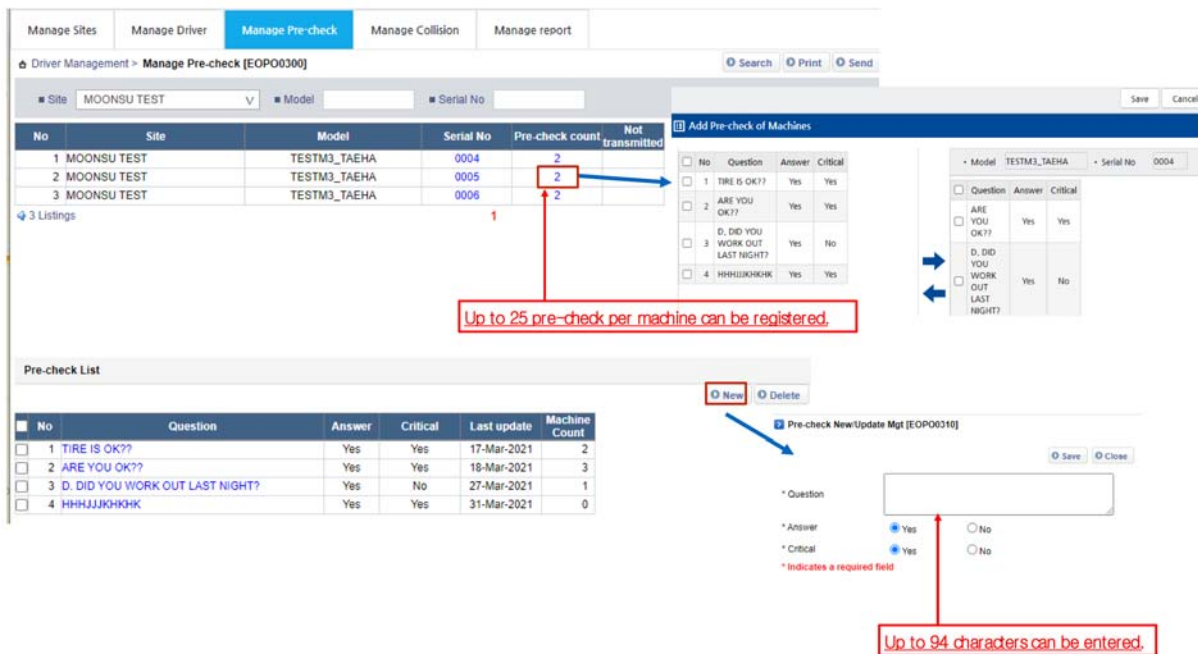 Manage Sites Manage Driver Manage Pre-check Manage Collision Manage report
Driver Management > Manage Pre-check [EOPO0300]
Search Print Send
Site MOONSU TEST Model Serial No
No Site Model Serial No Pre-check count Not transmitted
1 MOONSU TEST TESTM3_TAEHA 0004 2
2 MOONSU TEST TESTM3_TAEHA 0005 2
3 MOONSU TEST TESTM3_TAEHA 0006 2
3 Listings
1
Save Cancel
Add Pre-check of Machines
No Question Answer Critical
1 TIRE IS OK?? Yes Yes
2 ARE YOU OK?? Yes Yes
3 D, DID YOU WORK OUT LAST NIGHT? Yes No
4 HHHJJJKHKHK Yes Yes
Model TESTM3_TAEHA Serial No 0004
Question Answer Critical
ARE YOU OK?? Yes Yes
D, DID YOU WORK OUT LAST NIGHT? Yes No
Up to 25 pre-check per machine can be registered.
Pre-check List
New Delete
No Question Answer Critical Last update Machine Count
1 TIRE IS OK?? Yes Yes 17-Mar-2021 2
2 ARE YOU OK?? Yes Yes 18-Mar-2021 3
3 D. DID YOU WORK OUT LAST NIGHT? Yes No 27-Mar-2021 1
4 HHHJJJKHKHK Yes Yes 31-Mar-2021 0
Pre-check New/Update Mgt [EOPO0310]
Save Close
* Question
* Answer Yes No
* Critical Yes No
* Indicates a required field
Up to 94 characters can be entered.